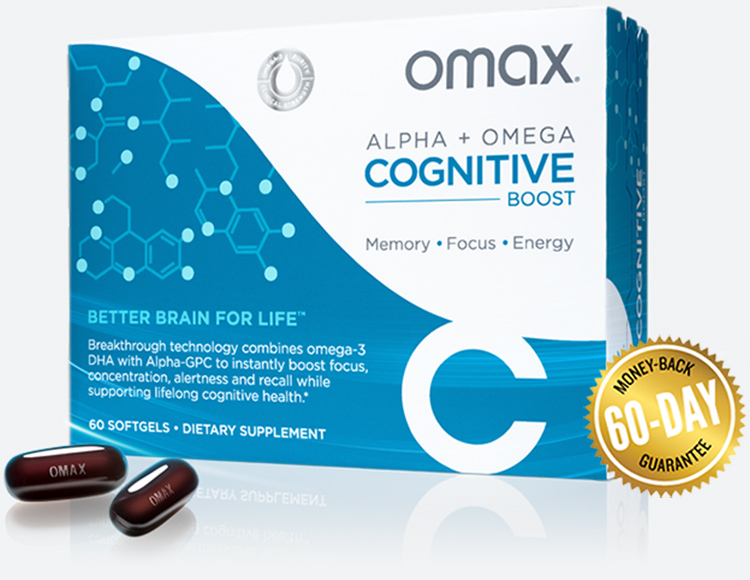 omax®
ALPHA + OMEGA
COGNITIVE
BOOST
Memory • Focus • Energy
BETTER BRAIN FOR LIFE™
Breakthrough technology combines omega-3
DHA with Alpha-GPC to instantly boost focus,
concentration, alertness and recall while
supporting lifelong cognitive health.*
60 SOFTGELS • DIETARY SUPPLEMENT
C
COGNITIVE
MONEY-BACK
60-DAY
GUARANTEE
OMAX
OMAX